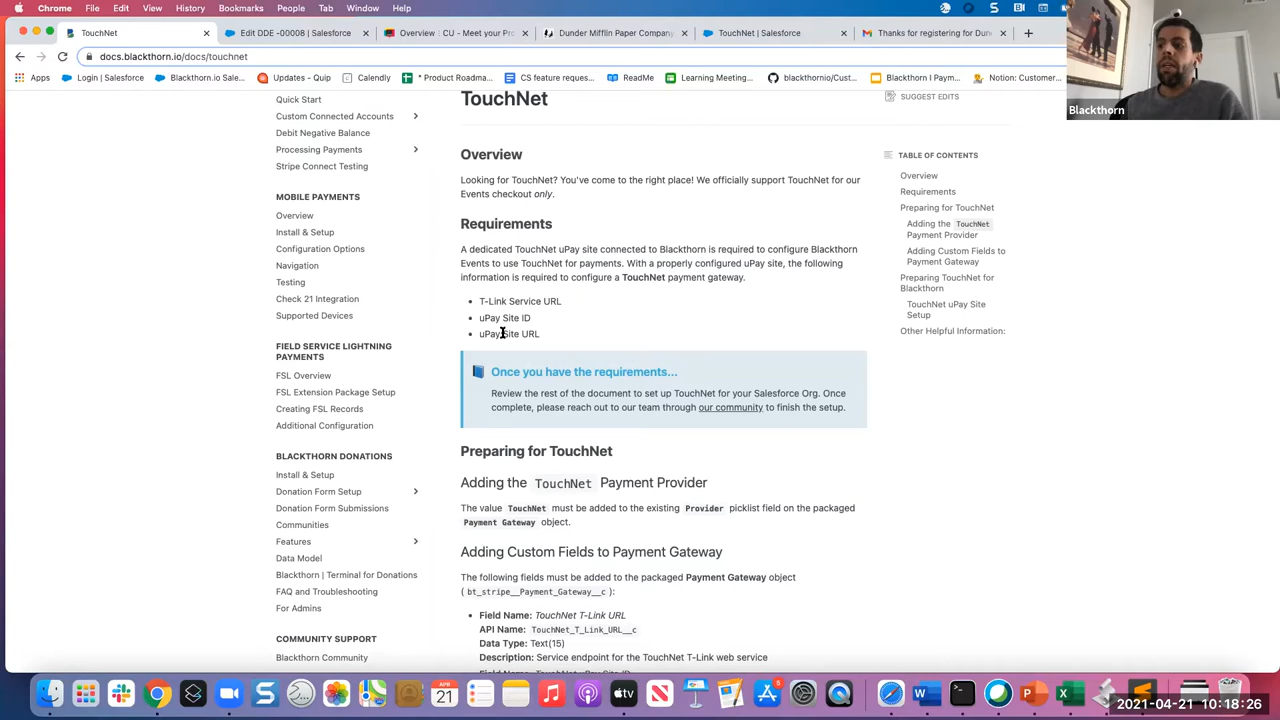 Chrome File Edit View History Bookmarks People Tab Window Help
TouchNet
Edit DDE -00006 | Salesforce
Overview : CU - Meet your Pro
Dunder Mifflin Paper Company
TouchNet | Salesforce
Thanks for registering for Dun
docs.blackthorn.io/docs/touchnet
Apps
Login | Salesforce
Blackthorn.io Sale...
Updates - Quip
Calendly
* Product Roadma...
CS feature reques...
ReadMe
Learning Meeting...
blackthornio/Cust...
Blackthorn | Paym...
Notion: Customer...
Blackthorn
Quick Start
Custom Connected Accounts
Debit Negative Balance
Processing Payments
Stripe Connect Testing
MOBILE PAYMENTS
Overview
Install & Setup
Configuration Options
Navigation
Testing
Check 21 Integration
Supported Devices
FIELD SERVICE LIGHTNING
PAYMENTS
FSL Overview
FSL Extension Package Setup
Creating FSL Records
Additional Configuration
BLACKTHORN DONATIONS
Install & Setup
Donation Form Setup
Donation Form Submissions
Communities
Features
Data Model
Blackthorn | Terminal for Donations
FAQ and Troubleshooting
For Admins
COMMUNITY SUPPORT
Blackthorn Community
TouchNet
Overview
Looking for TouchNet? You've come to the right place! We officially support TouchNet for our
Events checkout only.
Requirements
A dedicated TouchNet uPay site connected to Blackthorn is required to configure Blackthorn
Events to use TouchNet for payments. With a properly configured uPay site, the following
information is required to configure a TouchNet payment gateway.
• T-Link Service URL
• uPay Site ID
• uPay Site URL
Once you have the requirements...
Review the rest of the document to set up TouchNet for your Salesforce Org. Once
complete, please reach out to our team through our community to finish the setup.
Preparing for TouchNet
Adding the TouchNet Payment Provider
The value TouchNet must be added to the existing Provider picklist field on the packaged
Payment Gateway object.
Adding Custom Fields to Payment Gateway
The following fields must be added to the packaged Payment Gateway object
( bt_stripe__Payment_Gateway__c ):
• Field Name: TouchNet T-Link URL
API Name: TouchNet_T_Link_URL__c
Data Type: Text(15)
Description: Service endpoint for the TouchNet T-Link web service
SUGGEST EDITS
TABLE OF CONTENTS
Overview
Requirements
Preparing for TouchNet
Adding the TouchNet
Payment Provider
Adding Custom Fields to
Payment Gateway
Preparing TouchNet for
Blackthorn
TouchNet uPay Site
Setup
Other Helpful Information:
APR
21
2021-04-21 10:18:26